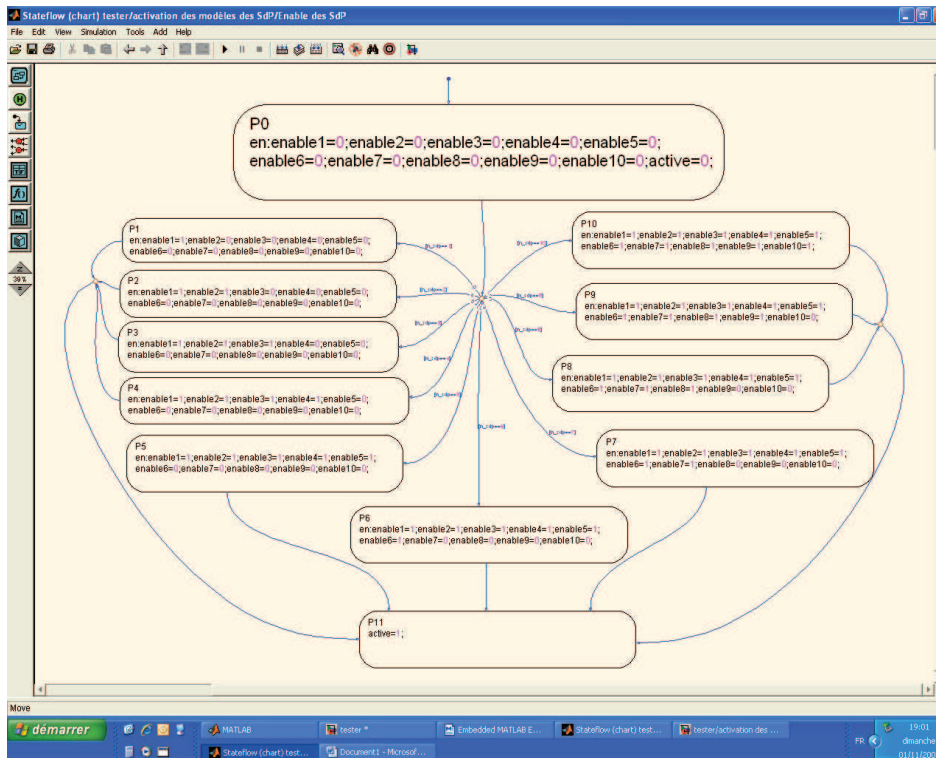 Stateflow (chart) tester/activation des modèles des SdP/Enable des SdP
File Edit View Simulation Tools Add Help
P0
en:enable1=0;enable2=0;enable3=0;enable4=0;enable5=0;
enable6=0;enable7=0;enable8=0;enable9=0;enable10=0;active=0;
P1
en:enable1=1;enable2=0;enable3=0;enable4=0;enable5=0;
enable6=0;enable7=0;enable8=0;enable9=0;enable10=0;
P10
en:enable1=1;enable2=1;enable3=1;enable4=1;enable5=1;
enable6=1;enable7=1;enable8=1;enable9=1;enable10=1;
P2
en:enable1=1;enable2=1;enable3=0;enable4=0;enable5=0;
enable6=0;enable7=0;enable8=0;enable9=0;enable10=0;
39%
P9
en:enable1=1;enable2=1;enable3=1;enable4=1;enable5=1;
enable6=1;enable7=1;enable8=1;enable9=1;enable10=0;
P3
en:enable1=1;enable2=1;enable3=1;enable4=0;enable5=0;
enable6=0;enable7=0;enable8=0;enable9=0;enable10=0;
P8
en:enable1=1;enable2=1;enable3=1;enable4=1;enable5=1;
enable6=1;enable7=1;enable8=1;enable9=0;enable10=0;
P4
en:enable1=1;enable2=1;enable3=1;enable4=1;enable5=0;
enable6=0;enable7=0;enable8=0;enable9=0;enable10=0;
P5
en:enable1=1;enable2=1;enable3=1;enable4=1;enable5=1;
enable6=0;enable7=0;enable8=0;enable9=0;enable10=0;
P7
en:enable1=1;enable2=1;enable3=1;enable4=1;enable5=1;
enable6=1;enable7=1;enable8=0;enable9=0;enable10=0;
P6
en:enable1=1;enable2=1;enable3=1;enable4=1;enable5=1;
enable6=1;enable7=0;enable8=0;enable9=0;enable10=0;
P11
active=1;
Move
démarrer
MATLAB
tester *
Embedded MATLAB E...
Stateflow (chart) test...
tester/activation des ...
Stateflow (chart) test...
Document1 - Microsof...
FR
19:01
dimanche
01/11/200